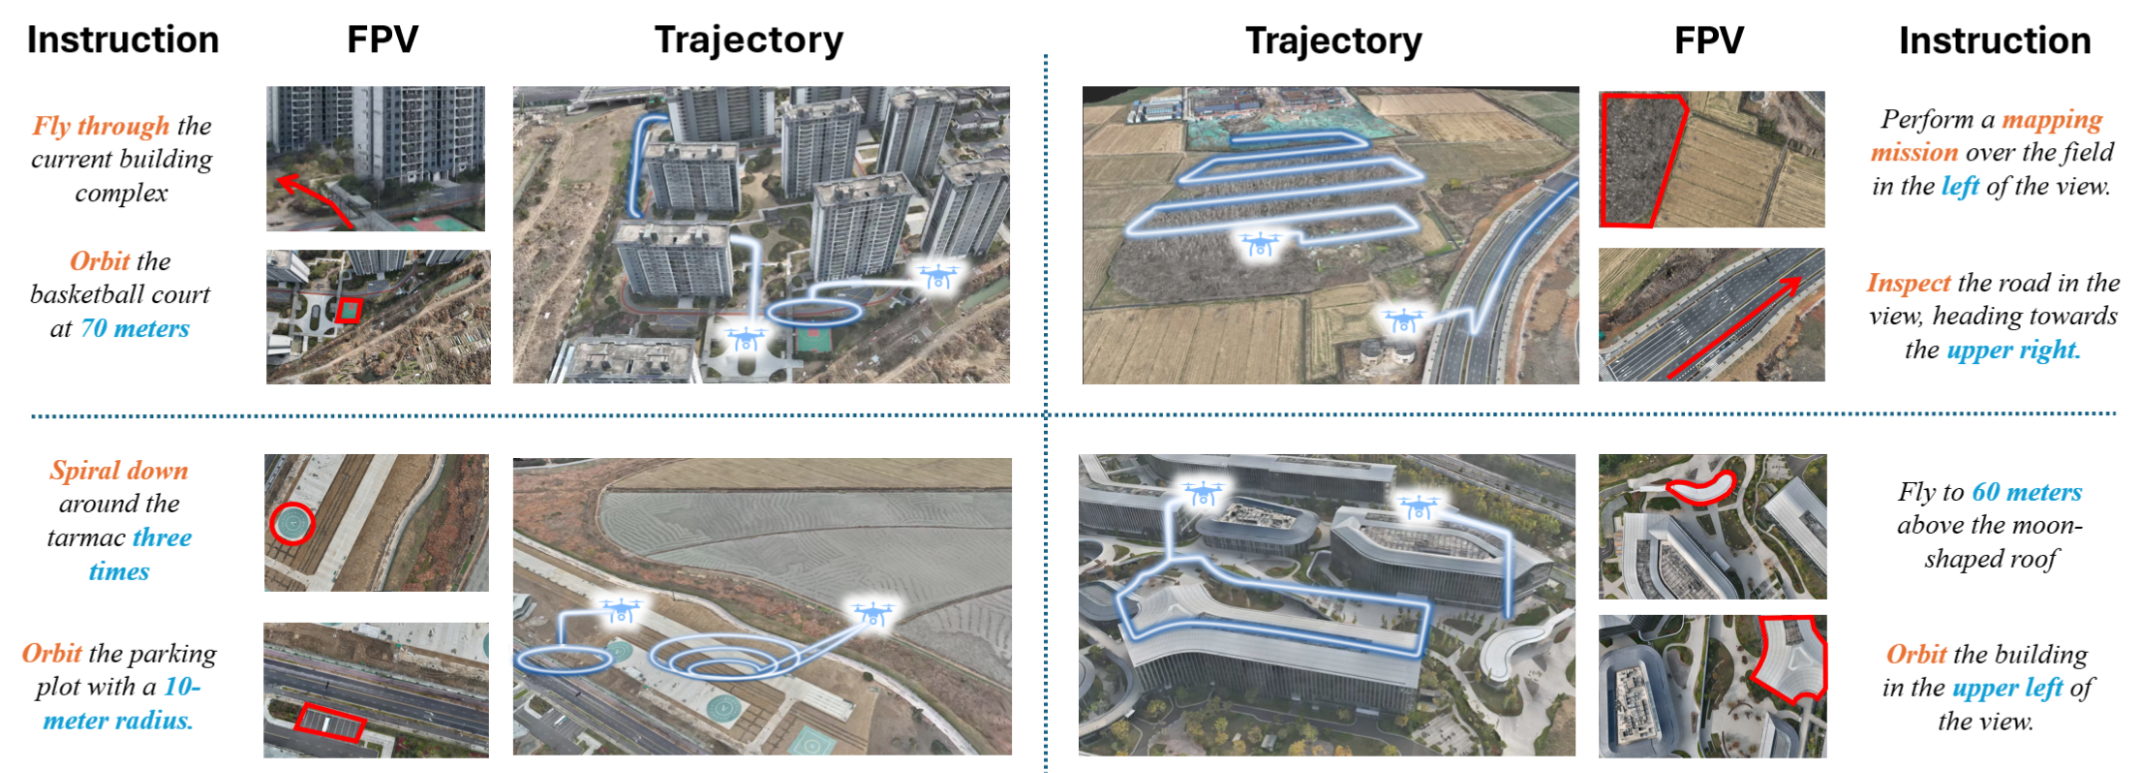 Instruction
FPV
Trajectory
Trajectory
FPV
Instruction
Fly through the
current building
complex
Orbit the
basketball court
at 70 meters
Perform a mapping
mission over the field
in the left of the view.
Inspect the road in the
view, heading towards
the upper right.
Spiral down
around the
tarmac three
times
Orbit the parking
plot with a 10-
meter radius.
Fly to 60 meters
above the moon-
shaped roof
Orbit the building
in the upper left of
the view.